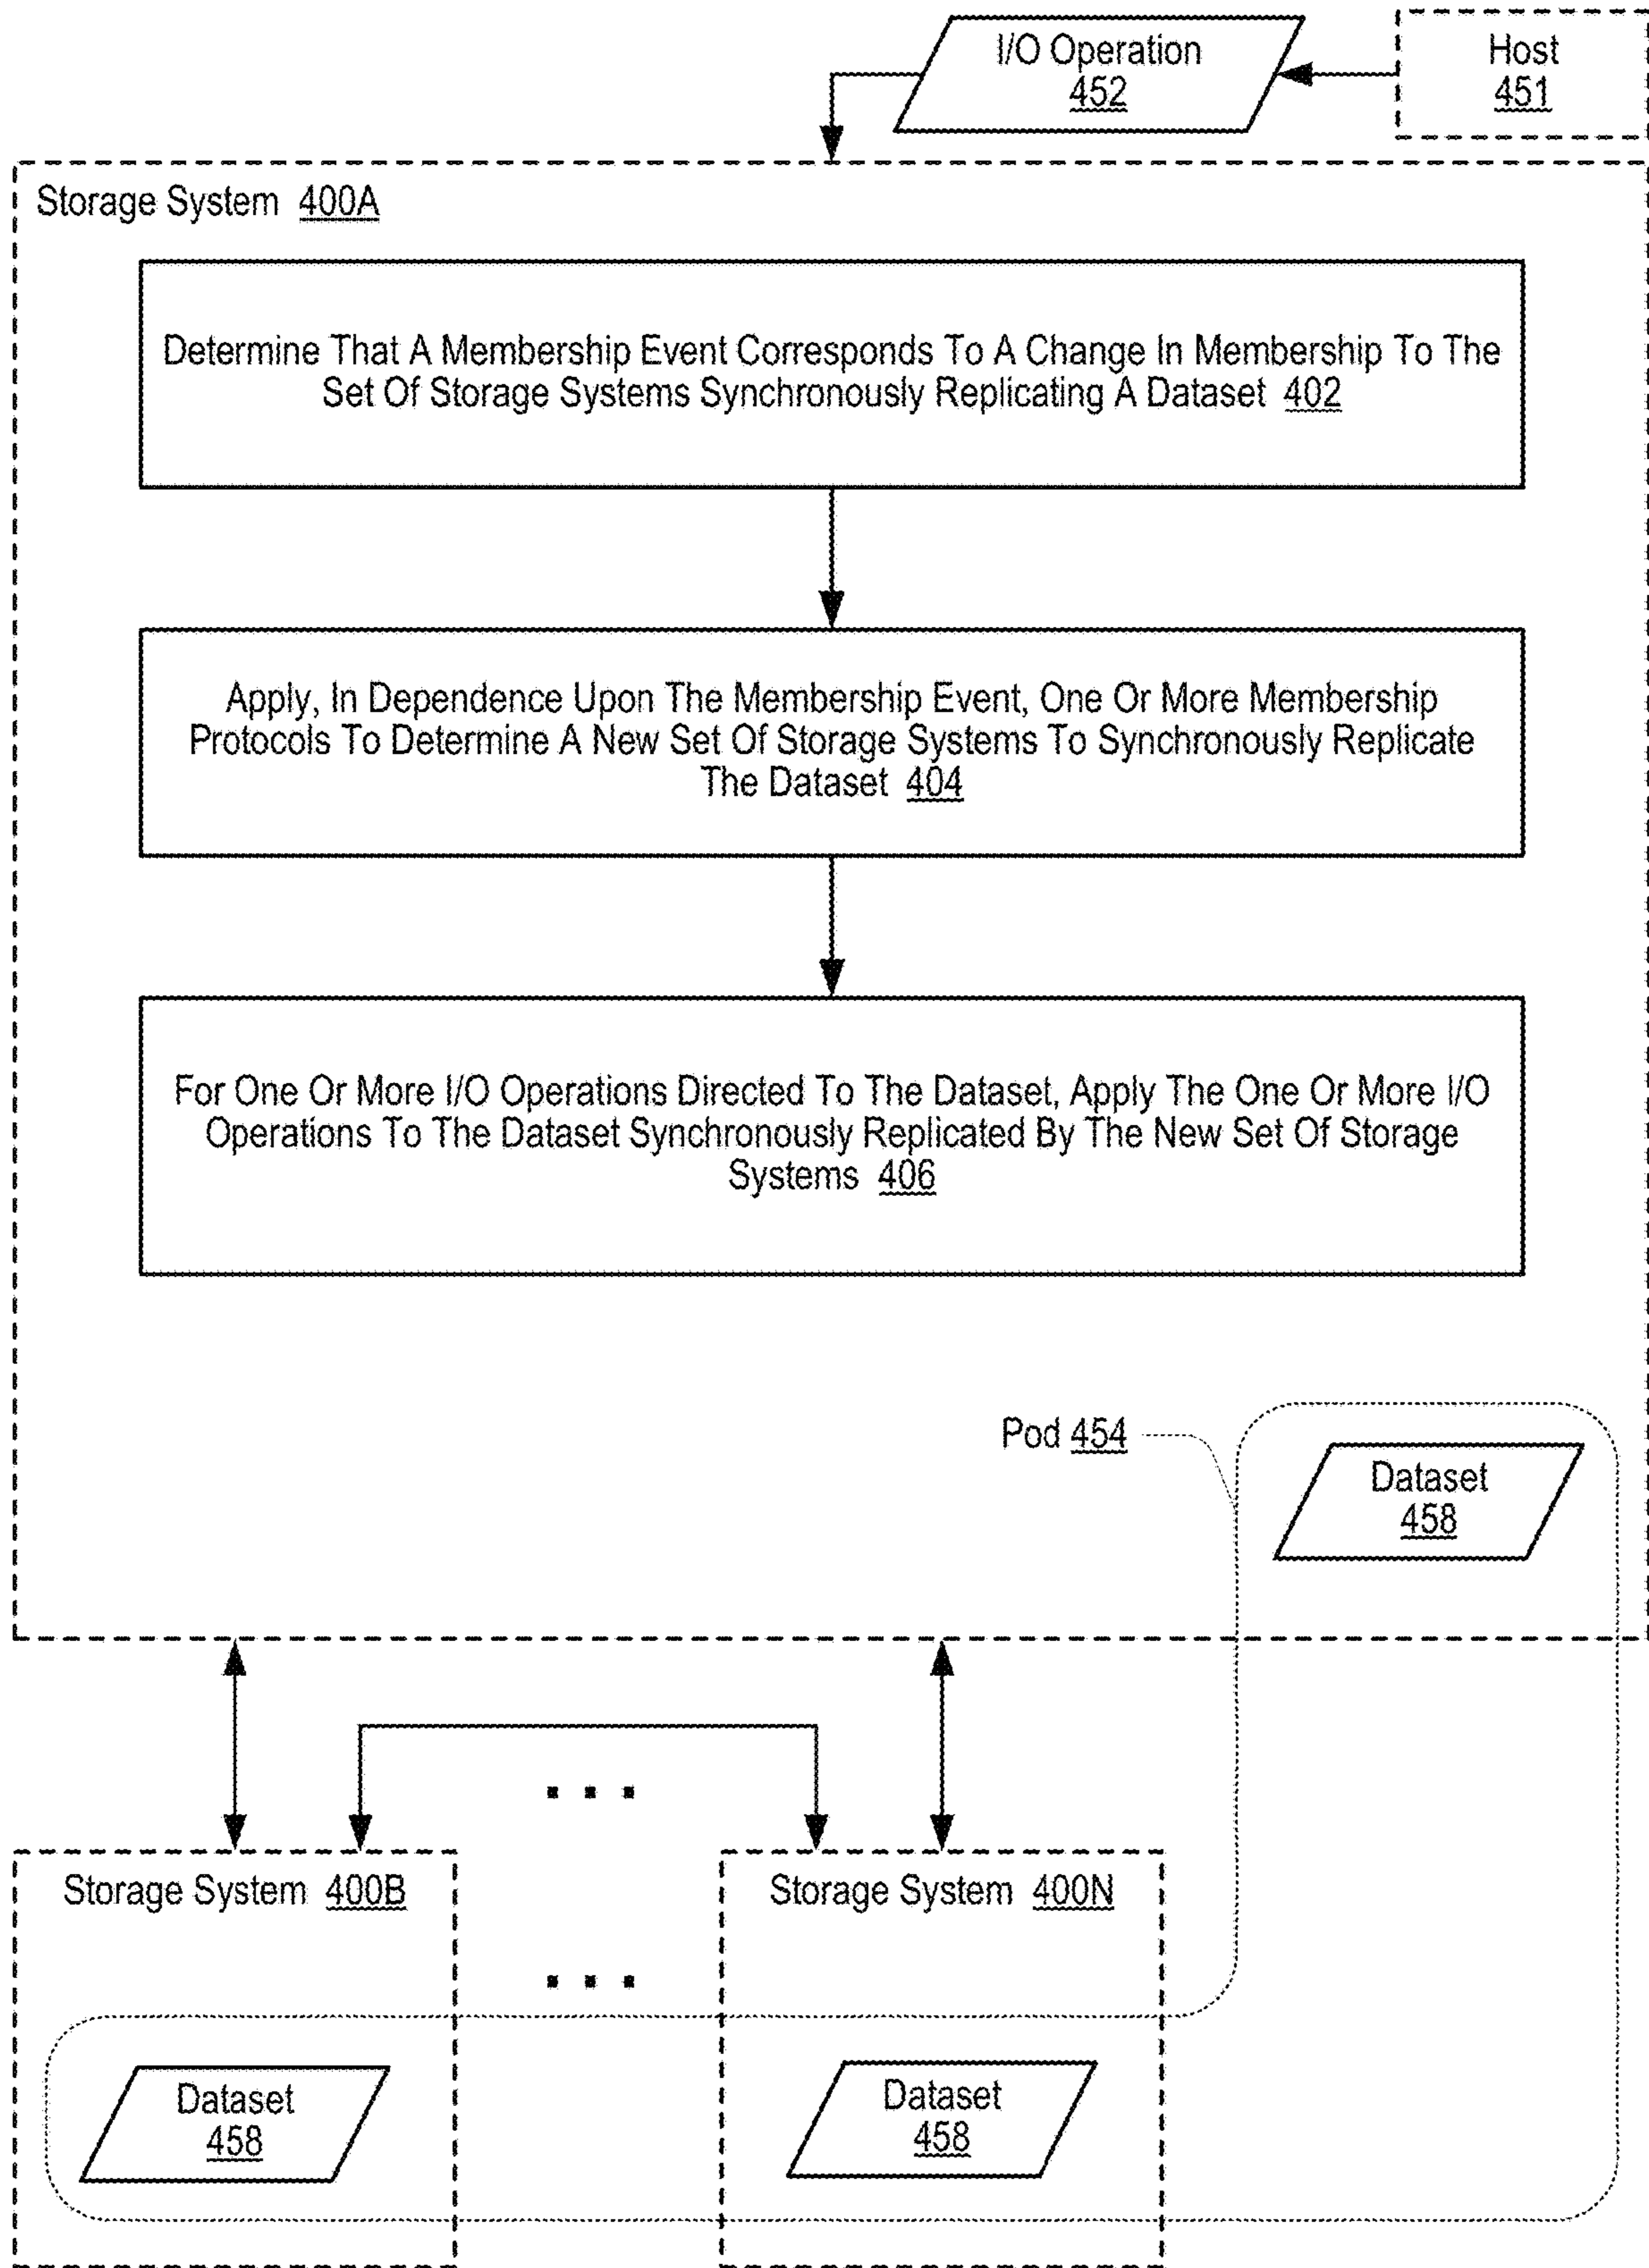 I/O Operation
452
Host
451
Storage System 400A
Determine That A Membership Event Corresponds To A Change In Membership To The
Set Of Storage Systems Synchronously Replicating A Dataset 402
Apply, In Dependence Upon The Membership Event, One Or More Membership
Protocols To Determine A New Set Of Storage Systems To Synchronously Replicate
The Dataset 404
For One Or More I/O Operations Directed To The Dataset, Apply The One Or More I/O
Operations To The Dataset Synchronously Replicated By The New Set Of Storage
Systems 406
Pod 454
Dataset
458
. . .
Storage System 400B
Storage System 400N
. . .
Dataset
458
Dataset
458